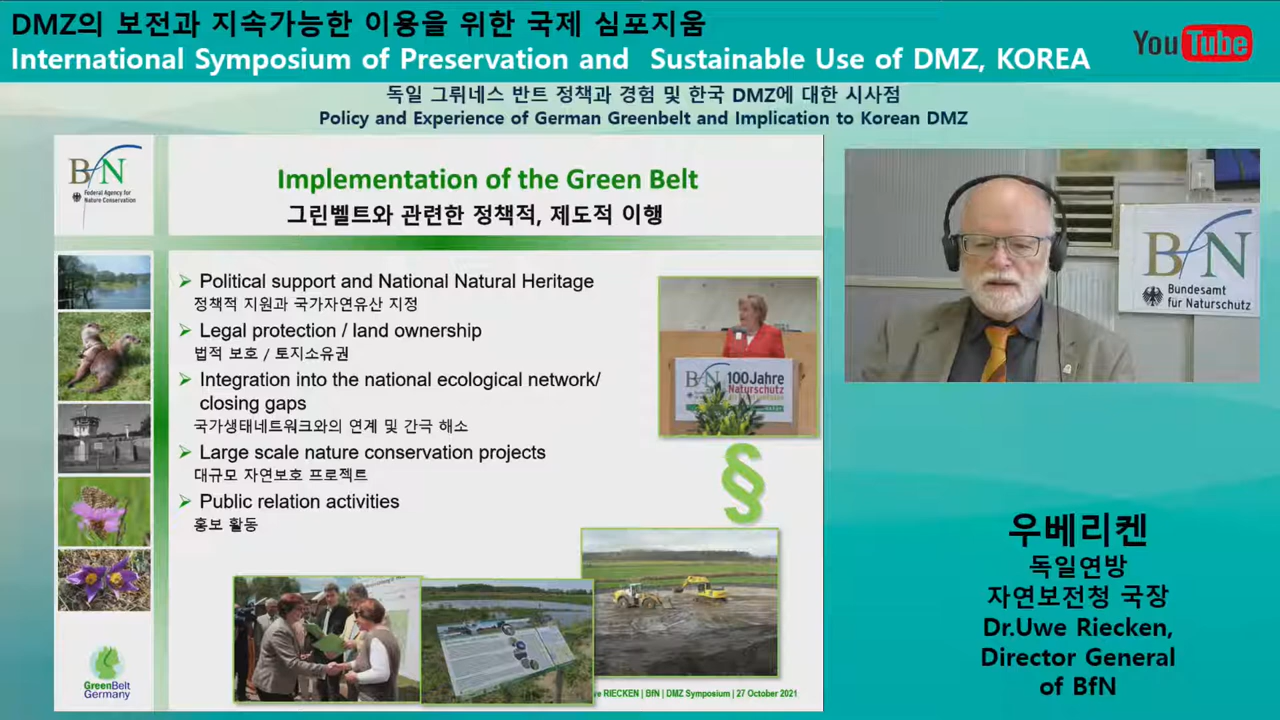 DMZ의 보전과 지속가능한 이용을 위한 국제 심포지움
International Symposium of Preservation and Sustainable Use of DMZ, KOREA
YouTube
독일 그뤼네스 반트 정책과 경험 및 한국 DMZ에 대한 시사점
Policy and Experience of German Greenbelt and Implication to Korean DMZ
BfN
Federal Agency for
Nature Conservation
Implementation of the Green Belt
그린벨트와 관련한 정책적, 제도적 이행
➢ Political support and National Natural Heritage
정책적 지원과 국가자연유산 지정
➢ Legal protection / land ownership
법적 보호 / 토지소유권
➢ Integration into the national ecological network/
closing gaps
국가생태네트워크와의 연계 및 간극 해소
➢ Large scale nature conservation projects
대규모 자연보호 프로젝트
➢ Public relation activities
홍보 활동
BfN 100 Jahre
Naturschutz
§
GreenBelt
Germany
RIECKEN | BfN | DMZ Symposium | 27 October 2021
BfN
Bundesamt
für Naturschutz
우베리켄
독일연방
자연보전청 국장
Dr.Uwe Riecken,
Director General
of BfN